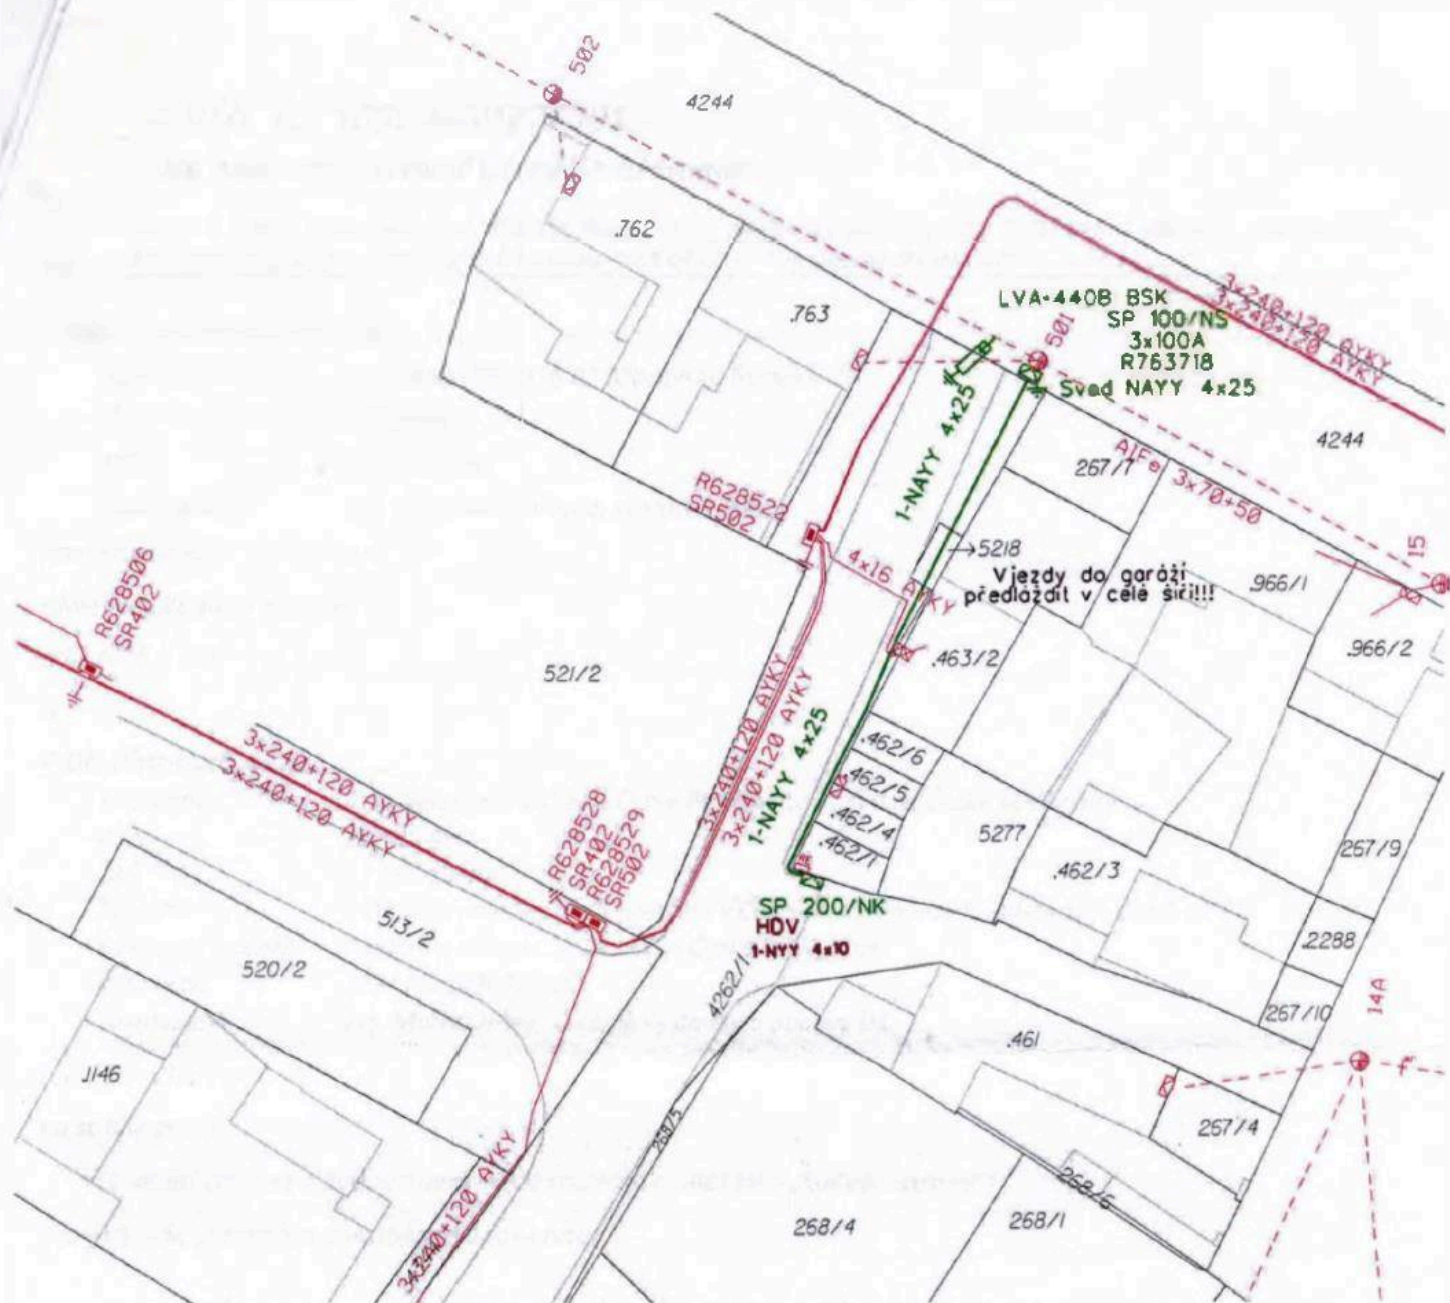 502
4244
.762
.763
3x240+120 AYKY
3x240+120 AYKY
LVA-440B BSK
SP 100/NS
3x100A
R763718
Svod NAYY 4x25
501
4244
1-NAYY 4x25
267/7
AlFe 3x70+50
15
R628522
SR502
4x16 AYKY
5218
Vjezdy do garáží
předláždit v celé šíři!!!
.966/1
.966/2
R628506
SR402
521/2
.463/2
3x240+120 AYKY
3x240+120 AYKY
3x240+120 AYKY
3x240+120 AYKY
1-NAYY 4x25
.462/6
.462/5
.462/4
.462/1
5277
.462/3
267/9
R628528
SR402
R628529
SR502
SP 200/NK
HDV
1-NYY 4x10
513/2
520/2
4262/1
.2288
267/10
14A
.1146
.461
268/5
267/4
268/6
268/4
268/1